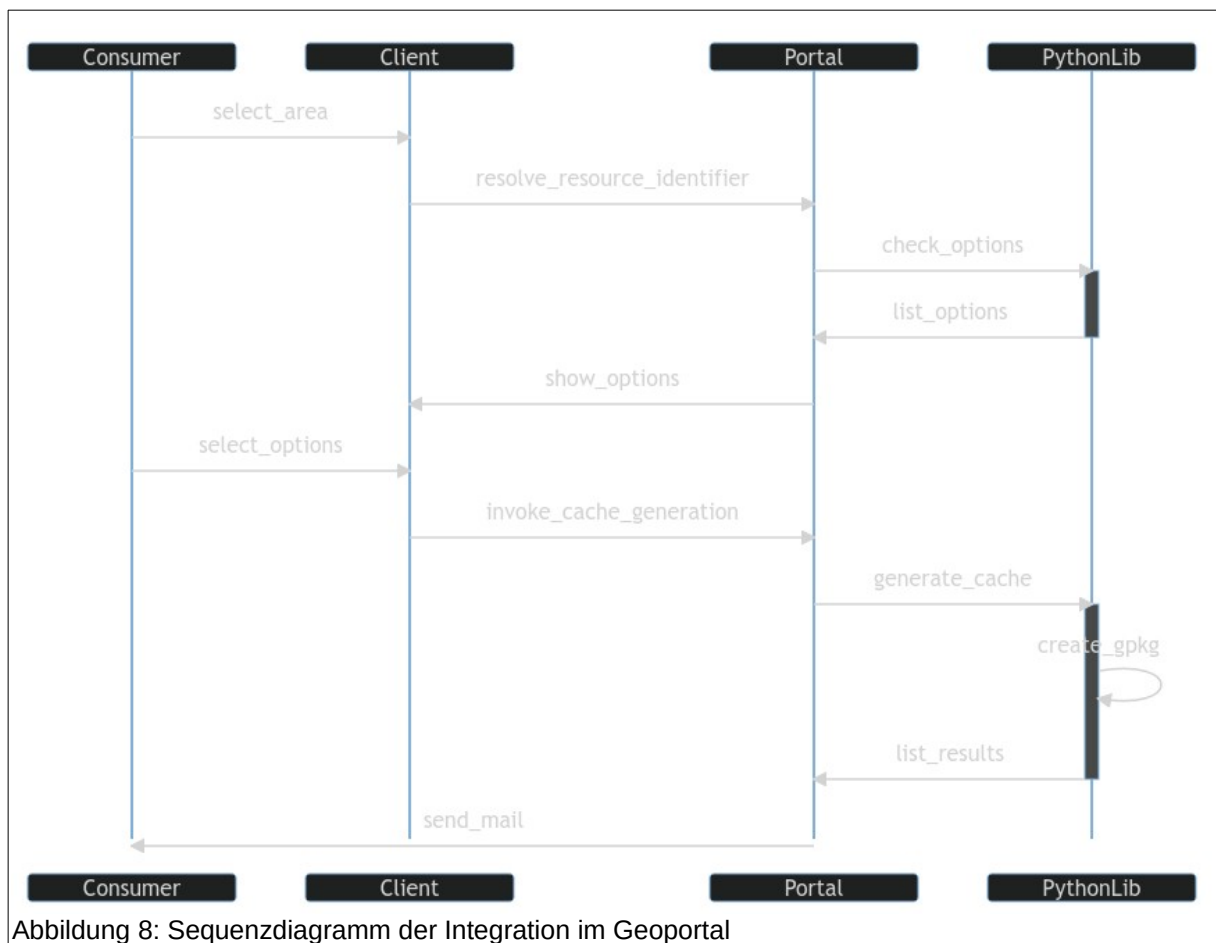 Consumer Client Portal PythonLib
select_area
resolve_resource_identifier
check_options
list_options
show_options
select_options
invoke_cache_generation
generate_cache
create_gpkg
list_results
send_mail
Consumer Client Portal PythonLib
Abbildung 8: Sequenzdiagramm der Integration im Geoportal